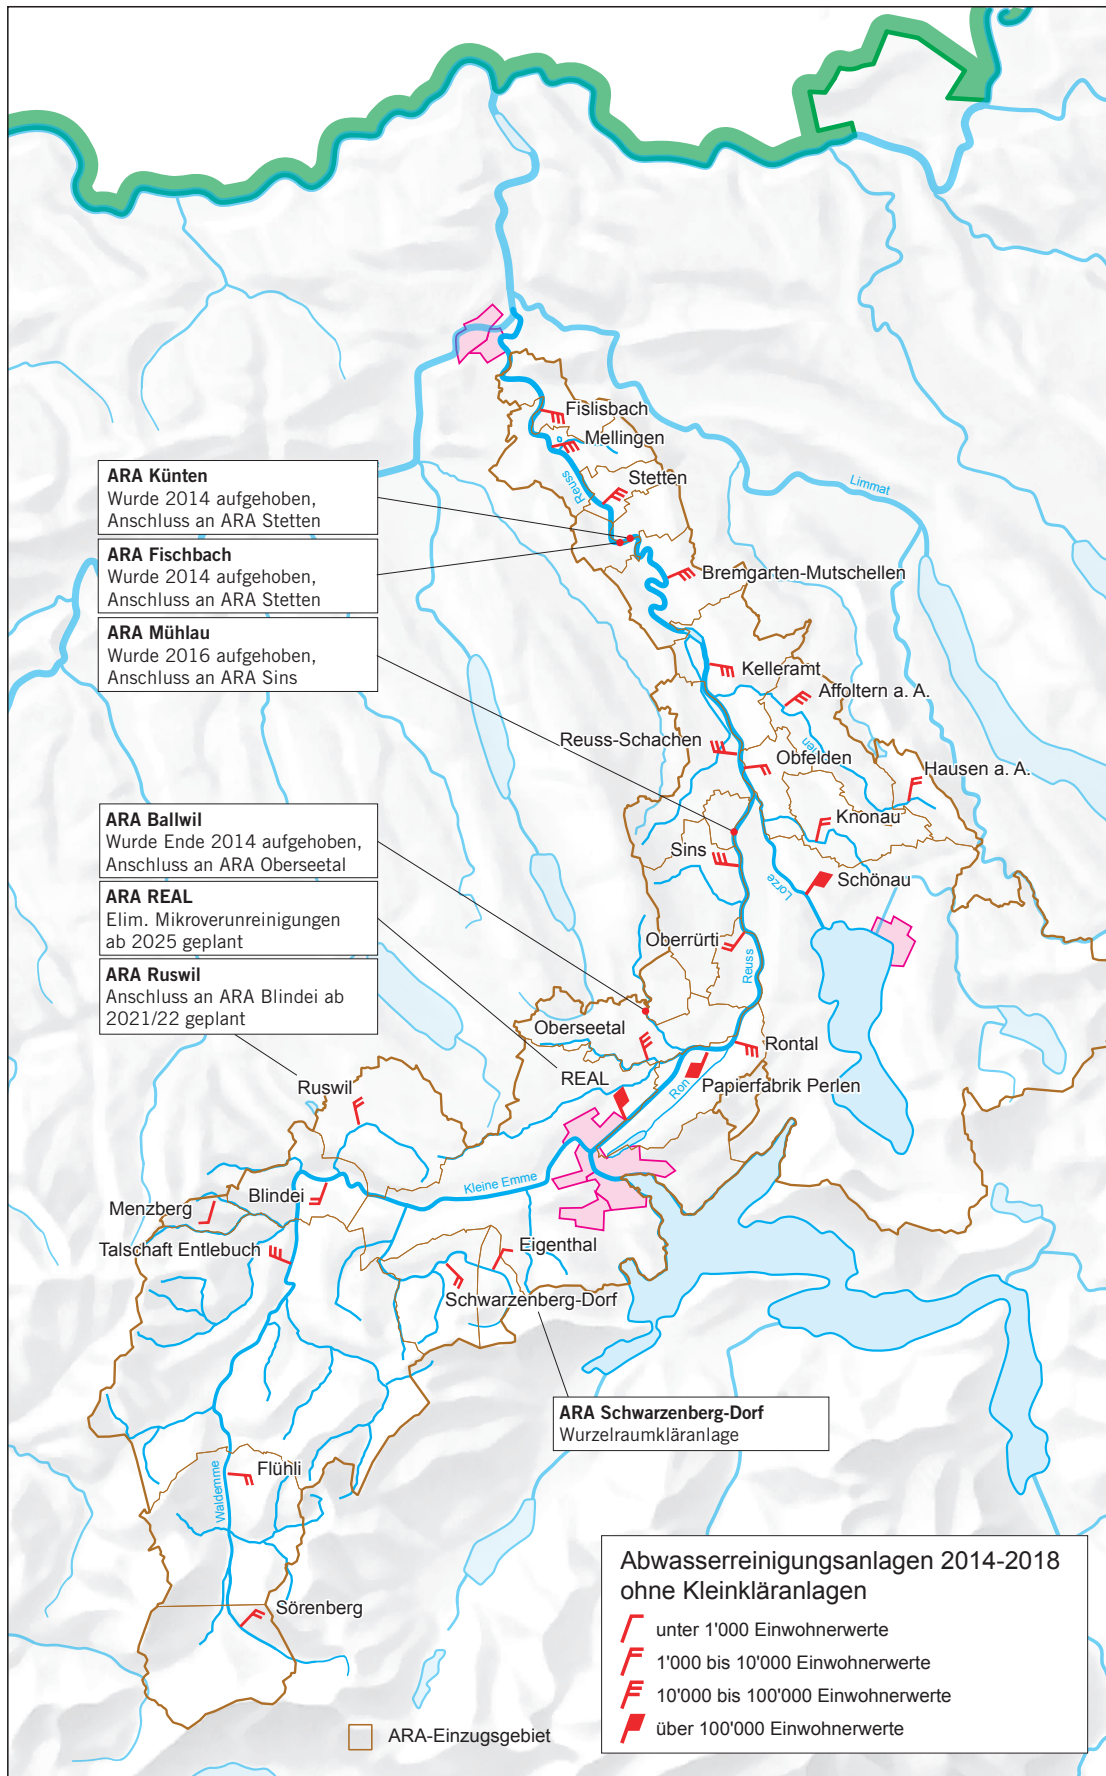 Fislisbach
Mellingen
Reuss
Stetten
Limmat
ARA Künten
Wurde 2014 aufgehoben,
Anschluss an ARA Stetten
ARA Fischbach
Wurde 2014 aufgehoben,
Anschluss an ARA Stetten
Bremgarten-Mutschellen
ARA Mühlau
Wurde 2016 aufgehoben,
Anschluss an ARA Sins
Kelleramt
Affoltern a. A.
Reuss-Schachen
Obfelden
en
Hausen a. A.
Knonau
ARA Ballwil
Wurde Ende 2014 aufgehoben,
Anschluss an ARA Oberseetal
Sins
Schönau
Lorze
ARA REAL
Elim. Mikroverunreinigungen
ab 2025 geplant
Oberrürti
Reuss
ARA Ruswil
Anschluss an ARA Blindei ab
2021/22 geplant
Oberseetal
Rontal
REAL
Ron
Papierfabrik Perlen
Ruswil
Kleine Emme
Blindei
Menzberg
Talschaft Entlebuch
Eigenthal
Schwarzenberg-Dorf
ARA Schwarzenberg-Dorf
Wurzelraumkläranlage
Flühli
Waldemme
Sörenberg
Abwasserreinigungsanlagen 2014-2018
ohne Kleinkläranlagen
unter 1'000 Einwohnerwerte
1'000 bis 10'000 Einwohnerwerte
10'000 bis 100'000 Einwohnerwerte
über 100'000 Einwohnerwerte
ARA-Einzugsgebiet